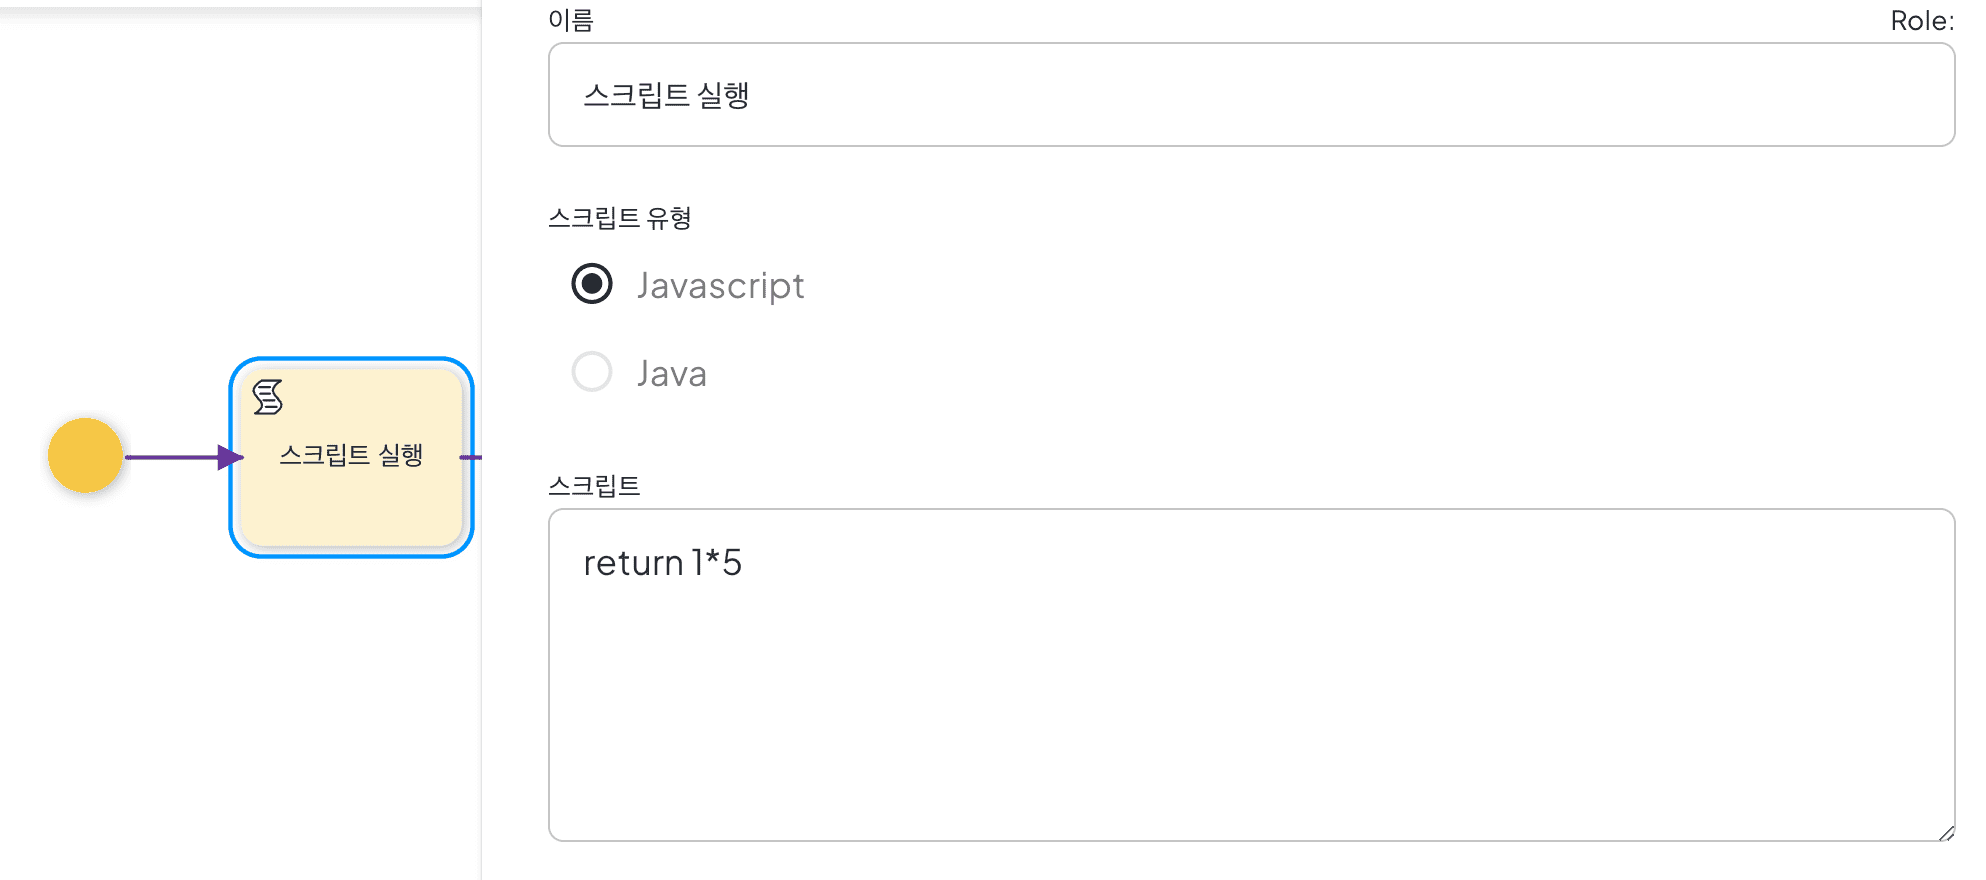 이름
Role:
스크립트 실행
스크립트 유형
Javascript
Java
스크립트 실행
스크립트
return 1*5